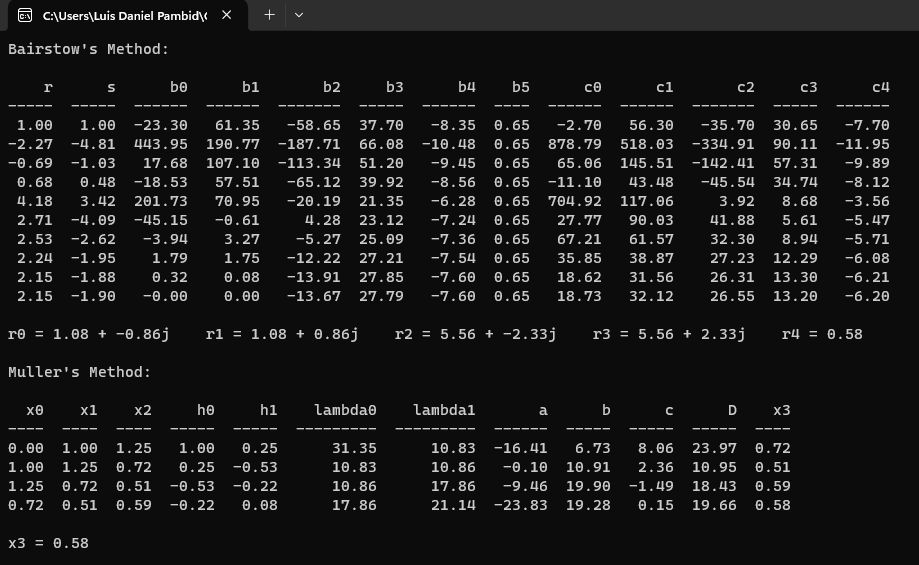 C:\Users\Luis Daniel Pambid\(
Bairstow's Method:
r s b0 b1 b2 b3 b4 b5 c0 c1 c2 c3 c4
----- ----- ------ ------ ------- ----- ------ ---- ------ ------ ------- ----- ------
1.00 1.00 -23.30 61.35 -58.65 37.70 -8.35 0.65 -2.70 56.30 -35.70 30.65 -7.70
-2.27 -4.81 443.95 190.77 -187.71 66.08 -10.48 0.65 878.79 518.03 -334.91 90.11 -11.95
-0.69 -1.03 17.68 107.10 -113.34 51.20 -9.45 0.65 65.06 145.51 -142.41 57.31 -9.89
0.68 0.48 -18.53 57.51 -65.12 39.92 -8.56 0.65 -11.10 43.48 -45.54 34.74 -8.12
4.18 3.42 201.73 70.95 -20.19 21.35 -6.28 0.65 704.92 117.06 3.92 8.68 -3.56
2.71 -4.09 -45.15 -0.61 4.28 23.12 -7.24 0.65 27.77 90.03 41.88 5.61 -5.47
2.53 -2.62 -3.94 3.27 -5.27 25.09 -7.36 0.65 67.21 61.57 32.30 8.94 -5.71
2.24 -1.95 1.79 1.75 -12.22 27.21 -7.54 0.65 35.85 38.87 27.23 12.29 -6.08
2.15 -1.88 0.32 0.08 -13.91 27.85 -7.60 0.65 18.62 31.56 26.31 13.30 -6.21
2.15 -1.90 -0.00 0.00 -13.67 27.79 -7.60 0.65 18.73 32.12 26.55 13.20 -6.20
r0 = 1.08 + -0.86j r1 = 1.08 + 0.86j r2 = 5.56 + -2.33j r3 = 5.56 + 2.33j r4 = 0.58
Muller's Method:
x0 x1 x2 h0 h1 lambda0 lambda1 a b c D x3
---- ---- ---- ----- ----- --------- --------- ------ ----- ----- ----- ----
0.00 1.00 1.25 1.00 0.25 31.35 10.83 -16.41 6.73 8.06 23.97 0.72
1.00 1.25 0.72 0.25 -0.53 10.83 10.86 -0.10 10.91 2.36 10.95 0.51
1.25 0.72 0.51 -0.53 -0.22 10.86 17.86 -9.46 19.90 -1.49 18.43 0.59
0.72 0.51 0.59 -0.22 0.08 17.86 21.14 -23.83 19.28 0.15 19.66 0.58
x3 = 0.58